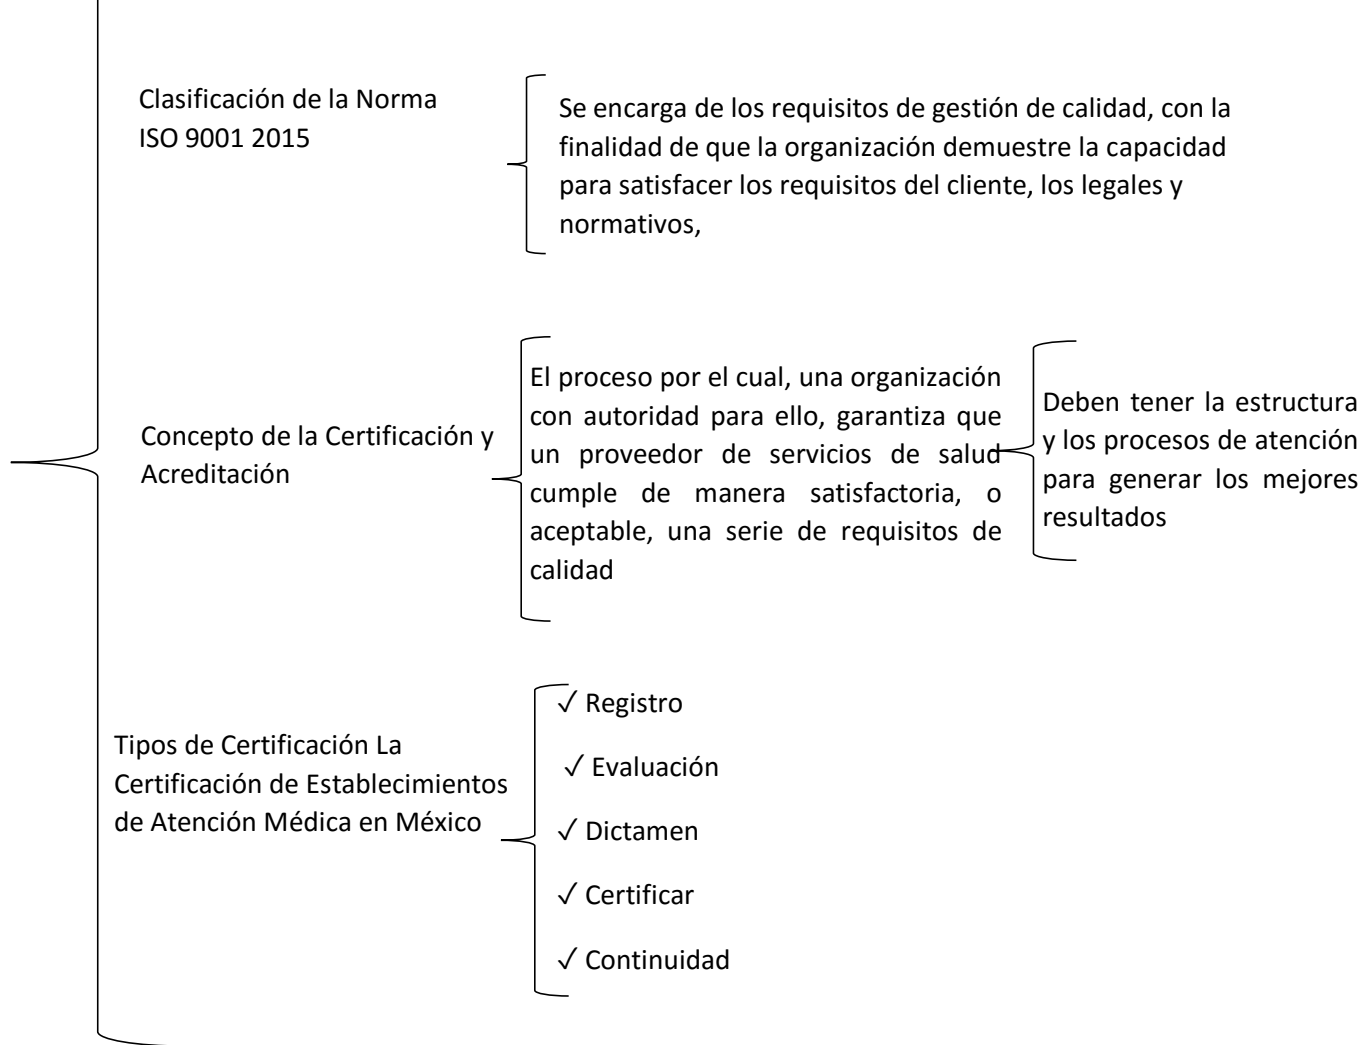 Clasificación de la Norma
ISO 9001 2015
Se encarga de los requisitos de gestión de calidad, con la
finalidad de que la organización demuestre la capacidad
para satisfacer los requisitos del cliente, los legales y
normativos,
Concepto de la Certificación y
Acreditación
El proceso por el cual, una organización
con autoridad para ello, garantiza que
un proveedor de servicios de salud
cumple de manera satisfactoria, o
aceptable, una serie de requisitos de
calidad
Deben tener la estructura
y los procesos de atención
para generar los mejores
resultados
Tipos de Certificación La
Certificación de Establecimientos
de Atención Médica en México
✓ Registro
✓ Evaluación
✓ Dictamen
✓ Certificar
✓ Continuidad